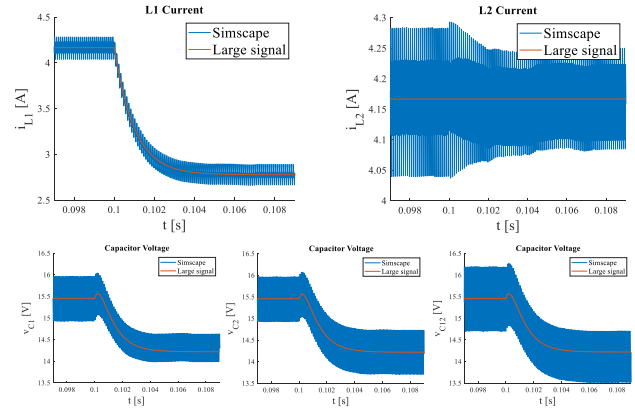 L1 Current
4.5
4
3.5
3
2.5
i_L1 [A]
Simscape
Large signal
0.098
0.1
0.102
0.104
0.106
0.108
t [s]
L2 Current
4.3
4.25
4.2
4.15
4.1
4.05
4
i_L2 [A]
Simscape
Large signal
0.098
0.1
0.102
0.104
0.106
0.108
t [s]
Capacitor Voltage
16.5
16
15.5
15
14.5
14
13.5
v_C1 [V]
Simscape
Large signal
0.098
0.1
0.102
0.104
0.106
0.108
t [s]
Capacitor Voltage
16.5
16
15.5
15
14.5
14
13.5
v_C2 [V]
Simscape
Large signal
0.098
0.1
0.102
0.104
0.106
0.108
t [s]
Capacitor Voltage
16.5
16
15.5
15
14.5
14
13.5
v_C12 [V]
Simscape
Large signal
0.098
0.1
0.102
0.104
0.106
0.108
t [s]